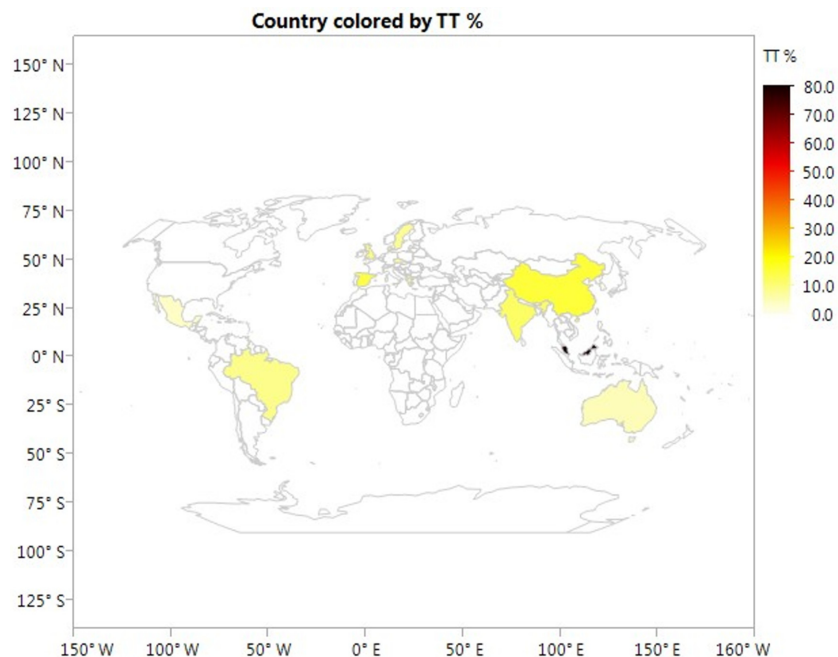 Country colored by TT %
TT %
80.0
70.0
60.0
50.0
40.0
30.0
20.0
10.0
0.0
150° N
125° N
100° N
75° N
50° N
25° N
0° N
25° S
50° S
75° S
100° S
125° S
150° W 100° W 50° W 0° E 50° E 100° E 150° E 160° W